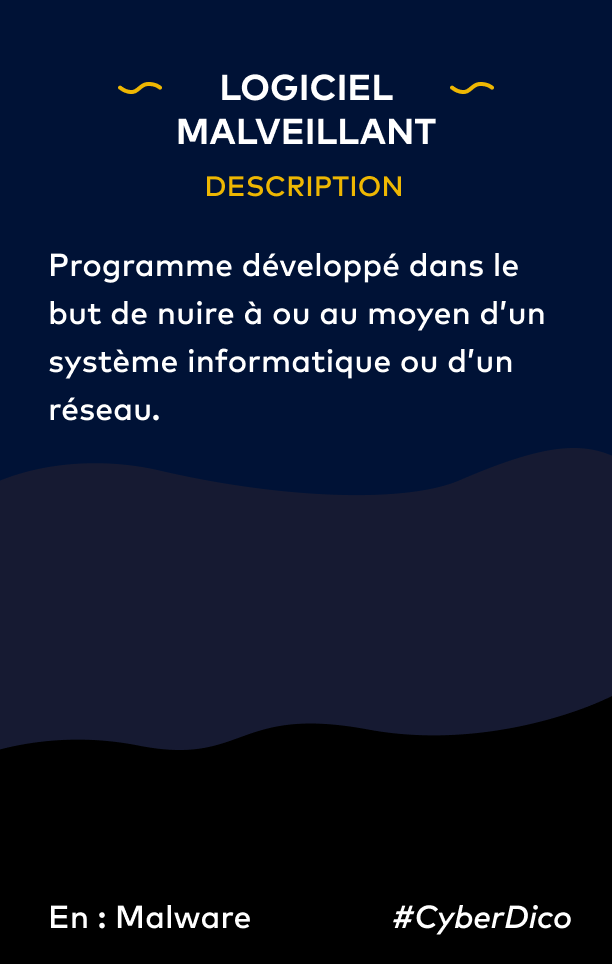 LOGICIEL
MALVEILLANT
DESCRIPTION
Programme développé dans le
but de nuire à ou au moyen d’un
système informatique ou d’un
réseau.
En : Malware
#CyberDico